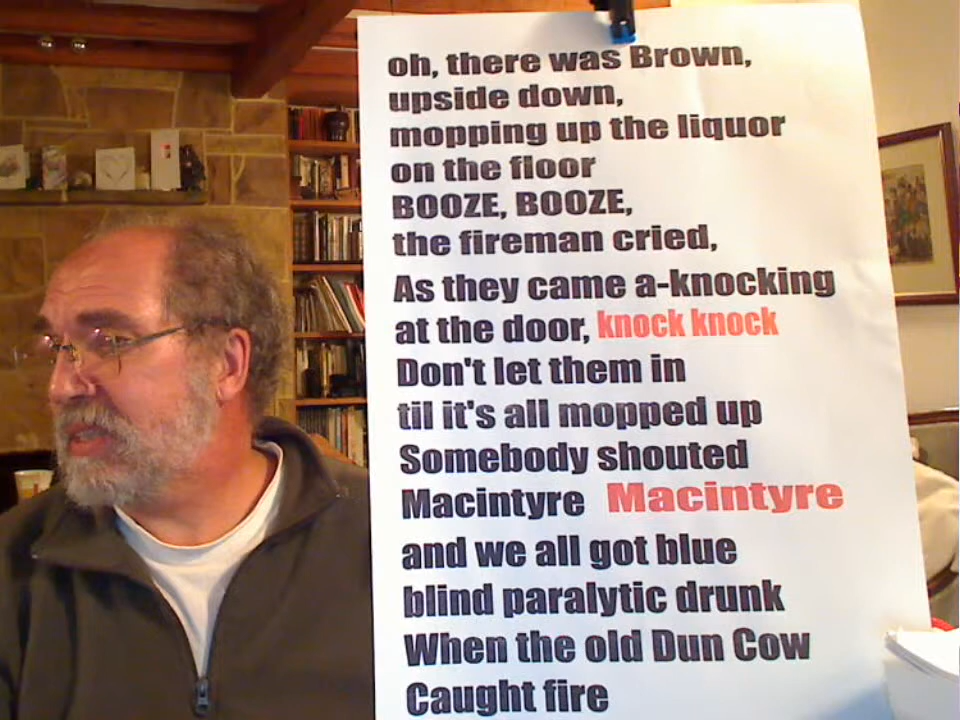 oh, there was Brown,
upside down,
mopping up the liquor
on the floor
BOOZE, BOOZE,
the fireman cried,
As they came a-knocking
at the door, knock knock
Don't let them in
til it's all mopped up
Somebody shouted
Macintyre Macintyre
and we all got blue
blind paralytic drunk
When the old Dun Cow
Caught fire